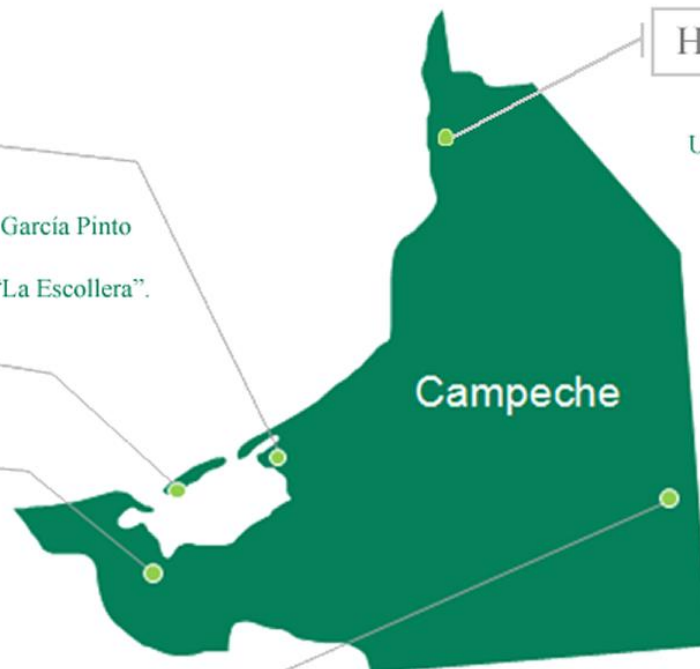 H
U
García Pinto
“La Escollera”.
Campeche